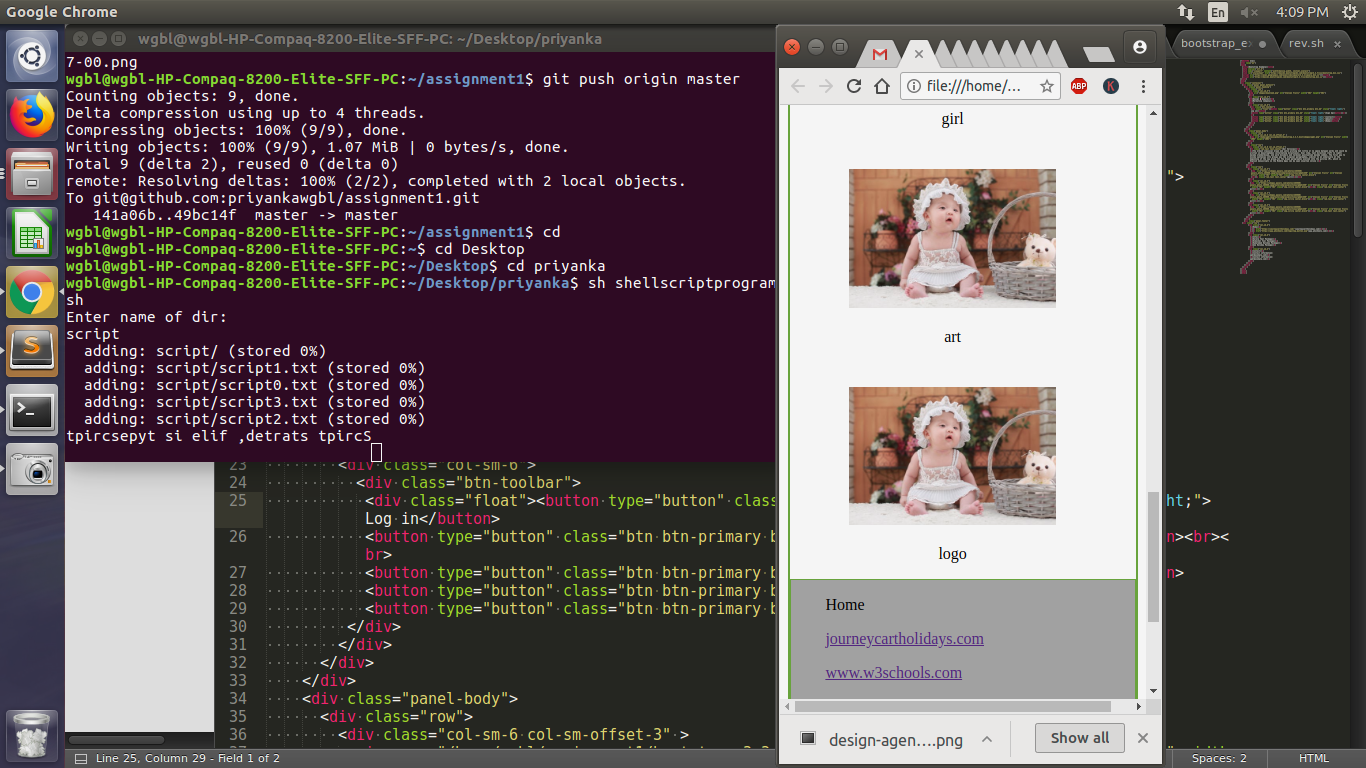 Google Chrome
En
4:09 PM
wgbl@wgbl-HP-Compaq-8200-Elite-SFF-PC: ~/Desktop/priyanka
7-00.png
wgbl@wgbl-HP-Compaq-8200-Elite-SFF-PC:~/assignment1$ git push origin master
Counting objects: 9, done.
Delta compression using up to 4 threads.
Compressing objects: 100% (9/9), done.
Writing objects: 100% (9/9), 1.07 MiB | 0 bytes/s, done.
Total 9 (delta 2), reused 0 (delta 0)
remote: Resolving deltas: 100% (2/2), completed with 2 local objects.
To git@github.com:priyankawgbl/assignment1.git
141a06b..49bc14f  master -> master
wgbl@wgbl-HP-Compaq-8200-Elite-SFF-PC:~/assignment1$ cd
wgbl@wgbl-HP-Compaq-8200-Elite-SFF-PC:~$ cd Desktop
wgbl@wgbl-HP-Compaq-8200-Elite-SFF-PC:~/Desktop$ cd priyanka
wgbl@wgbl-HP-Compaq-8200-Elite-SFF-PC:~/Desktop/priyanka$ sh shellscriptprogram
sh
Enter name of dir:
script
adding: script/ (stored 0%)
adding: script/script1.txt (stored 0%)
adding: script/script0.txt (stored 0%)
adding: script/script3.txt (stored 0%)
adding: script/script2.txt (stored 0%)
tpircsepyt si elif ,detrats tpircS
23 <div class="col-sm-6">
24 <div class="btn-toolbar">
25 <div class="float"><button type="button" clas
Log in</button>
26 <button type="button" class="btn btn-primary b
br>
27 <button type="button" class="btn btn-primary b
28 <button type="button" class="btn btn-primary b
29 <button type="button" class="btn btn-primary b
30 </div>
31 </div>
32 </div>
33 </div>
34 <div class="panel-body">
35 <div class="row">
36 <div class="col-sm-6 col-sm-offset-3" >
37
Line 25, Column 29 - Field 1 of 2
file:///home/...
ABP
K
girl
art
logo
Home
journeycartholidays.com
www.w3schools.com
design-agen....png
Show all
bootstrap_e
rev.sh
">
ht;">
n><br><
n>
Spaces: 2
HTML